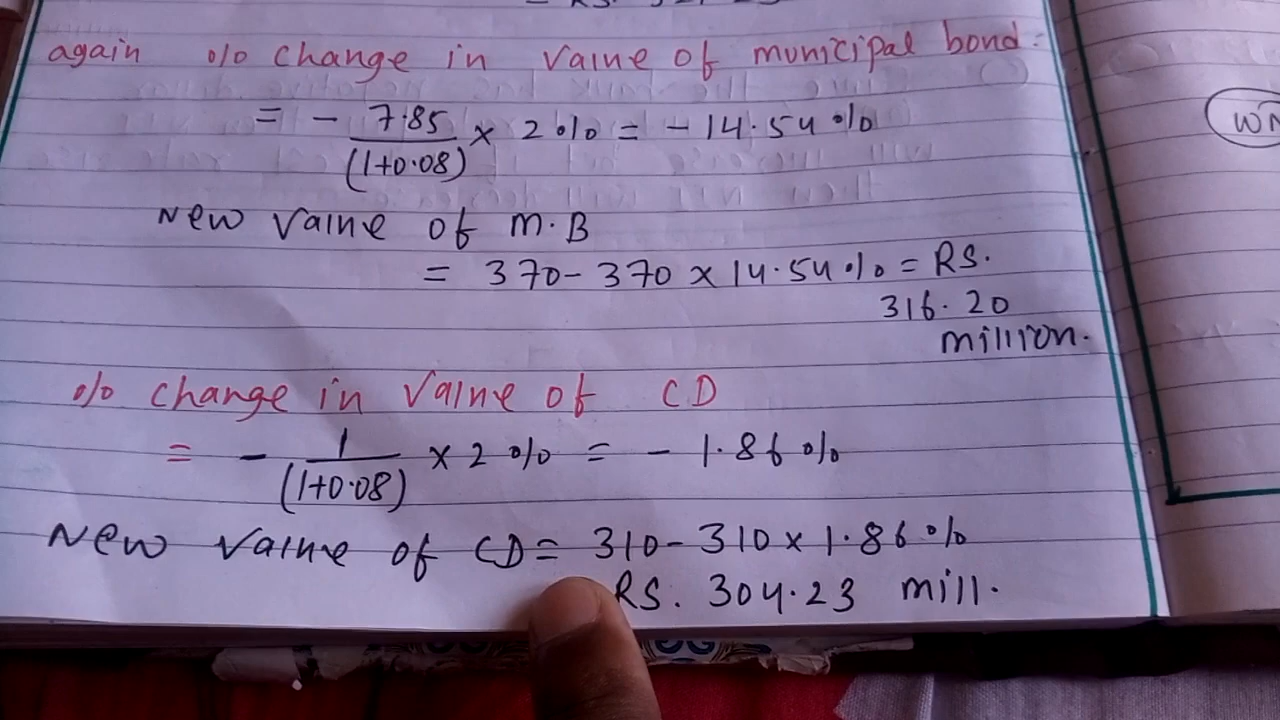 again % change in value of municipal bond:
= - 7.85 / (1+0.08) × 2% = - 14.54%
New value of M.B
= 370 - 370 × 14.54% = RS.
316.20
million.
% change in value of CD
= - 1 / (1+0.08) × 2% = - 1.86%
New value of CD = 310 - 310 × 1.86%
RS. 304.23 mill.